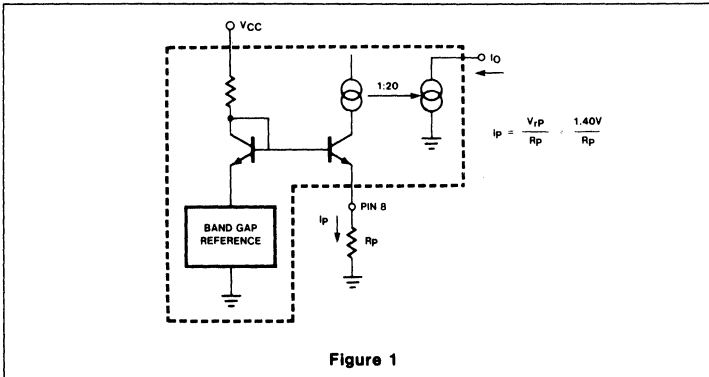 VCC
IO
1:20
IP = VrP / RP , 1.40V / RP
PIN 8
IP
RP
BAND GAP
REFERENCE
Figure 1